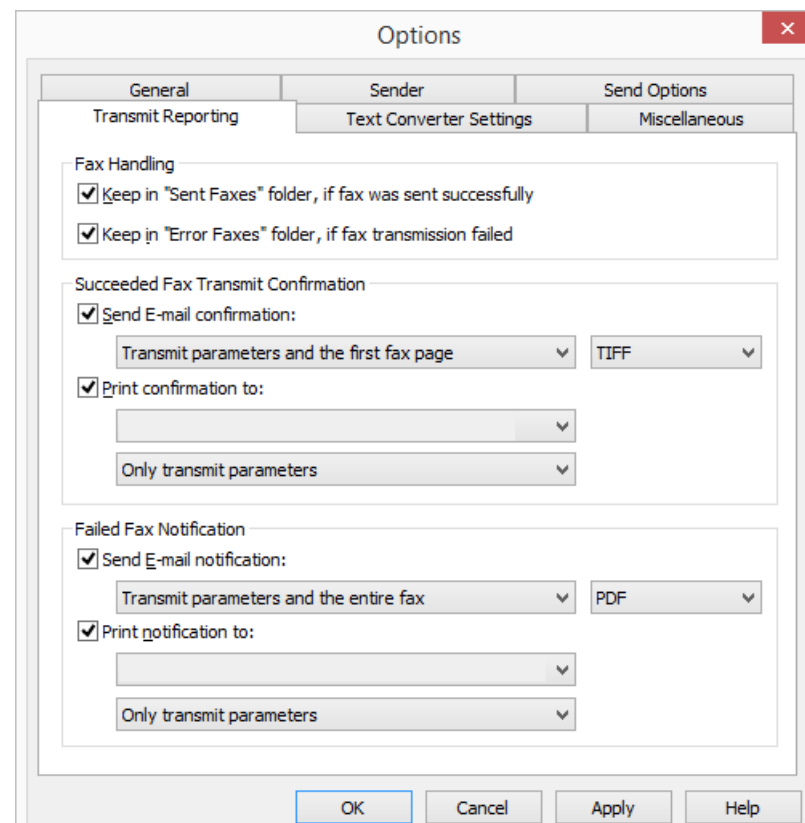 Options
General Sender Send Options
Transmit Reporting Text Converter Settings Miscellaneous
Fax Handling
Keep in "Sent Faxes" folder, if fax was sent successfully
Keep in "Error Faxes" folder, if fax transmission failed
Succeeded Fax Transmit Confirmation
Send E-mail confirmation:
Transmit parameters and the first fax page TIFF
Print confirmation to:
Only transmit parameters
Failed Fax Notification
Send E-mail notification:
Transmit parameters and the entire fax PDF
Print notification to:
Only transmit parameters
OK Cancel Apply Help